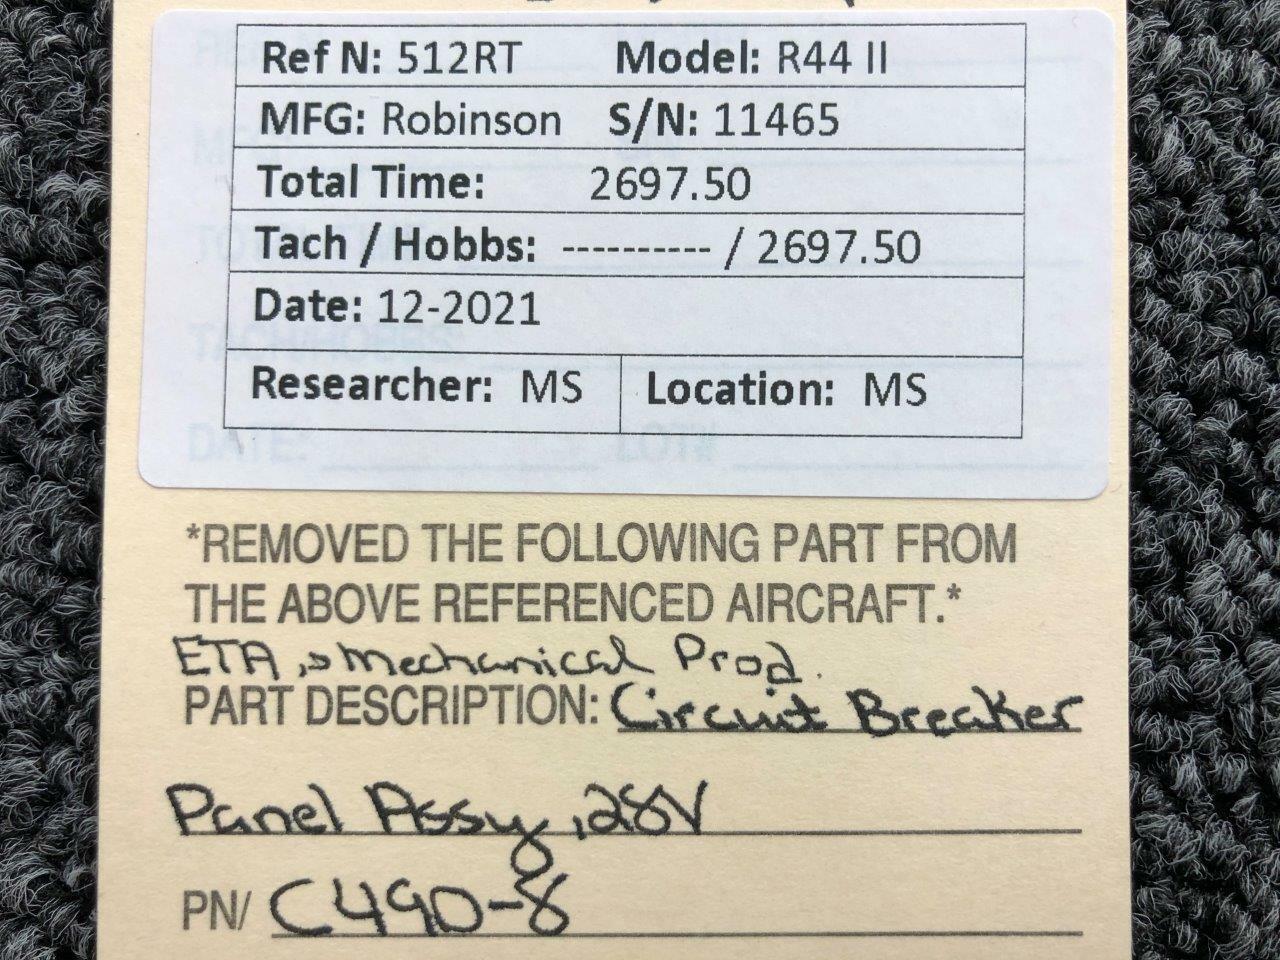 Ref N: 512RT Model: R44 II
MFG: Robinson S/N: 11465
Total Time: 2697.50
Tach / Hobbs: ---------- / 2697.50
Date: 12-2021
Researcher: MS Location: MS
DATE: LOT#
*REMOVED THE FOLLOWING PART FROM
THE ABOVE REFERENCED AIRCRAFT.*
ETA, Mechanical Prod.
PART DESCRIPTION: Circuit Breaker
Panel Assy, 28V
PN/ C490-8